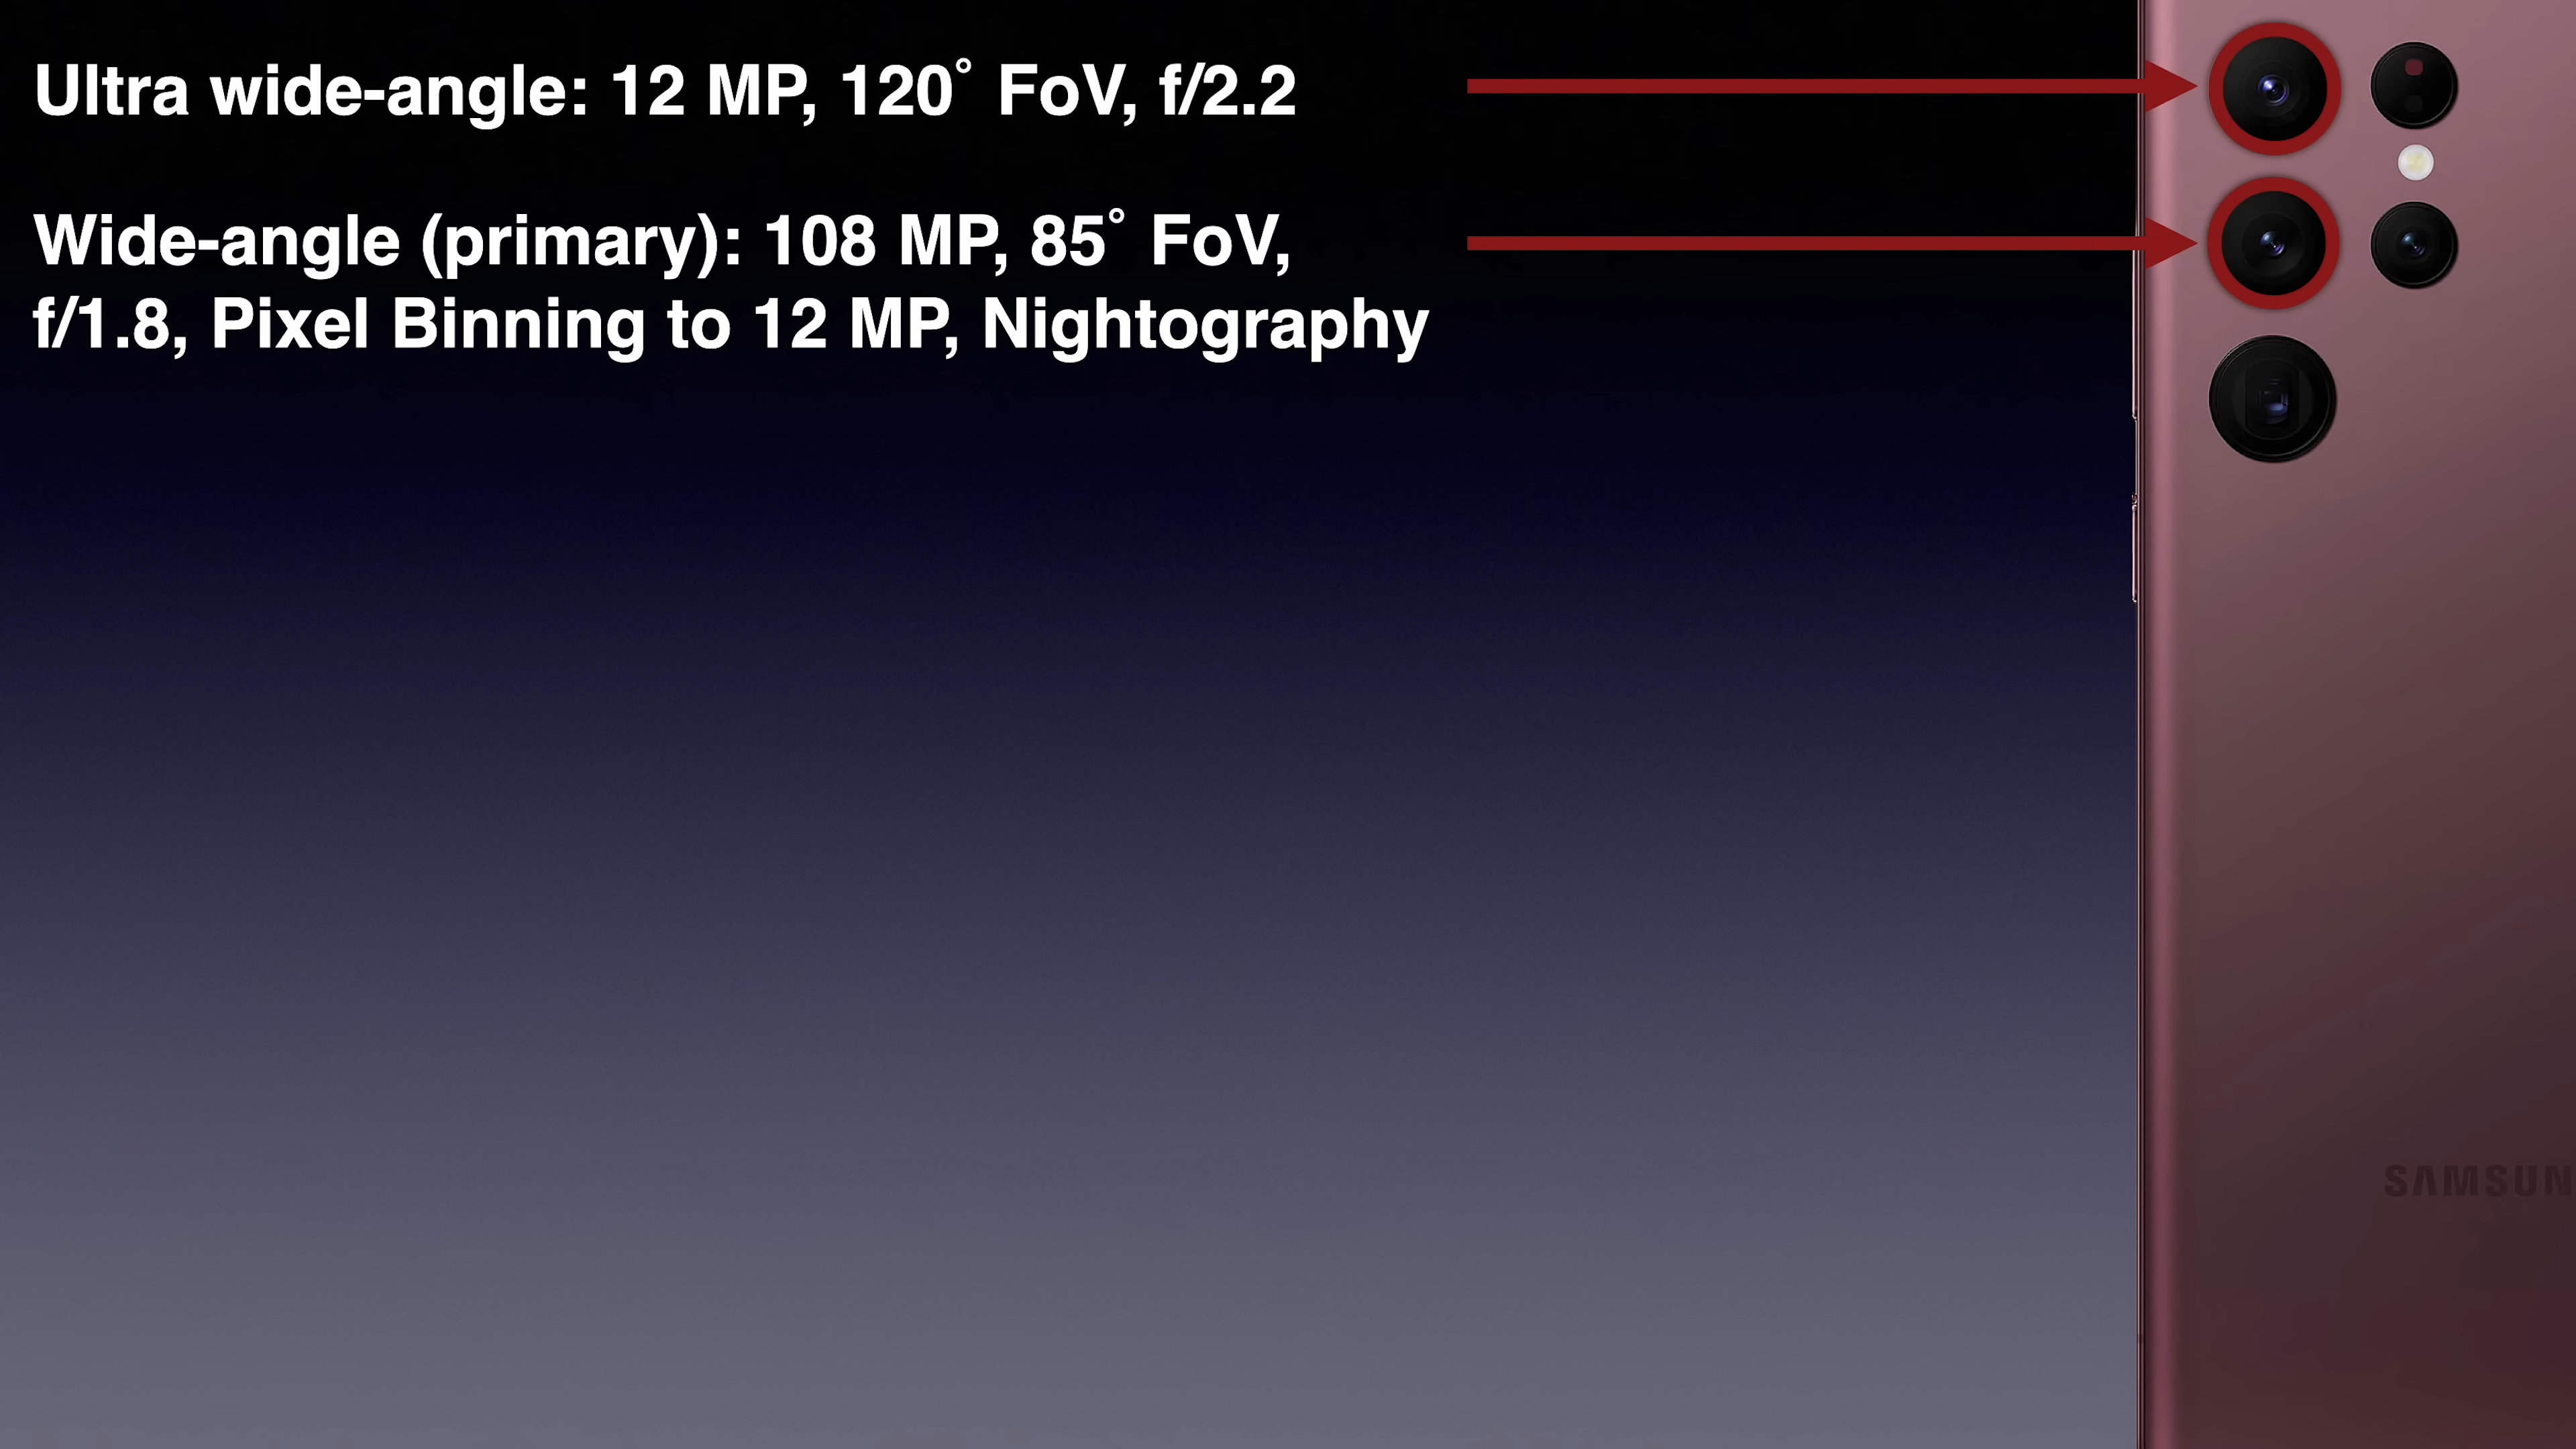 Ultra wide-angle: 12 MP, 120° FoV, f/2.2
Wide-angle (primary): 108 MP, 85° FoV,
f/1.8, Pixel Binning to 12 MP, Nightography
SAMSUN